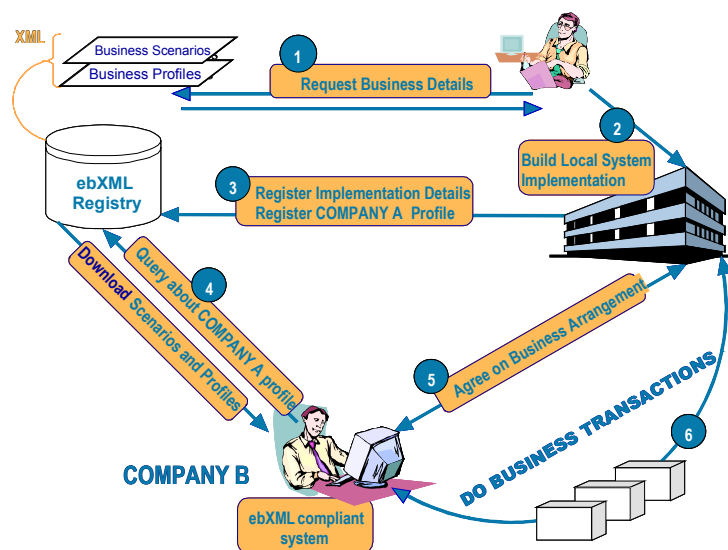 XML
Business Scenarios
Business Profiles
1
Request Business Details
2
Build Local System
Implementation
ebXML
Registry
3
Register Implementation Details
Register COMPANY A Profile
4
Query about COMPANY A profile
Download Scenarios and Profiles
5
Agree on Business Arrangement
6
DO BUSINESS TRANSACTIONS
COMPANY B
ebXML compliant
system